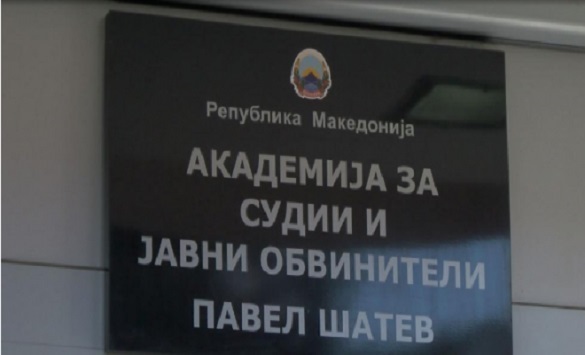 Република Македонија
АКАДЕМИЈА ЗА
СУДИИ И
ЈАВНИ ОБВИНИТЕЛИ
ПАВЕЛ ШАТЕВ